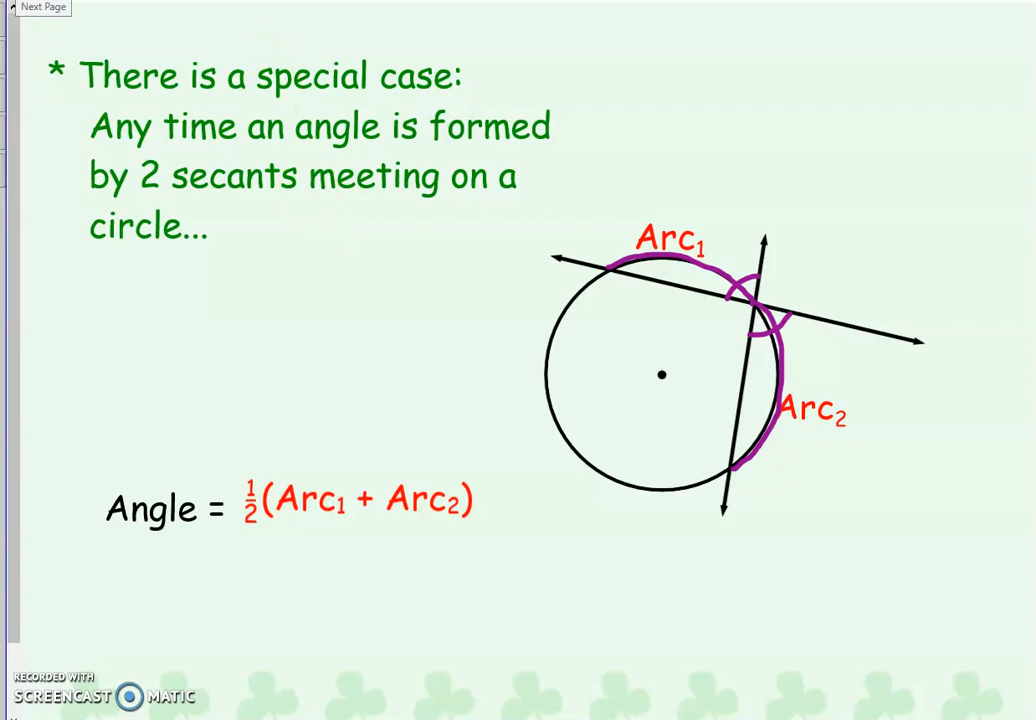 Next Page
* There is a special case:
Any time an angle is formed
by 2 secants meeting on a
circle...
Arc₁
Arc₂
Angle = ½(Arc₁ + Arc₂)
RECORDED WITH
SCREENCAST MATIC